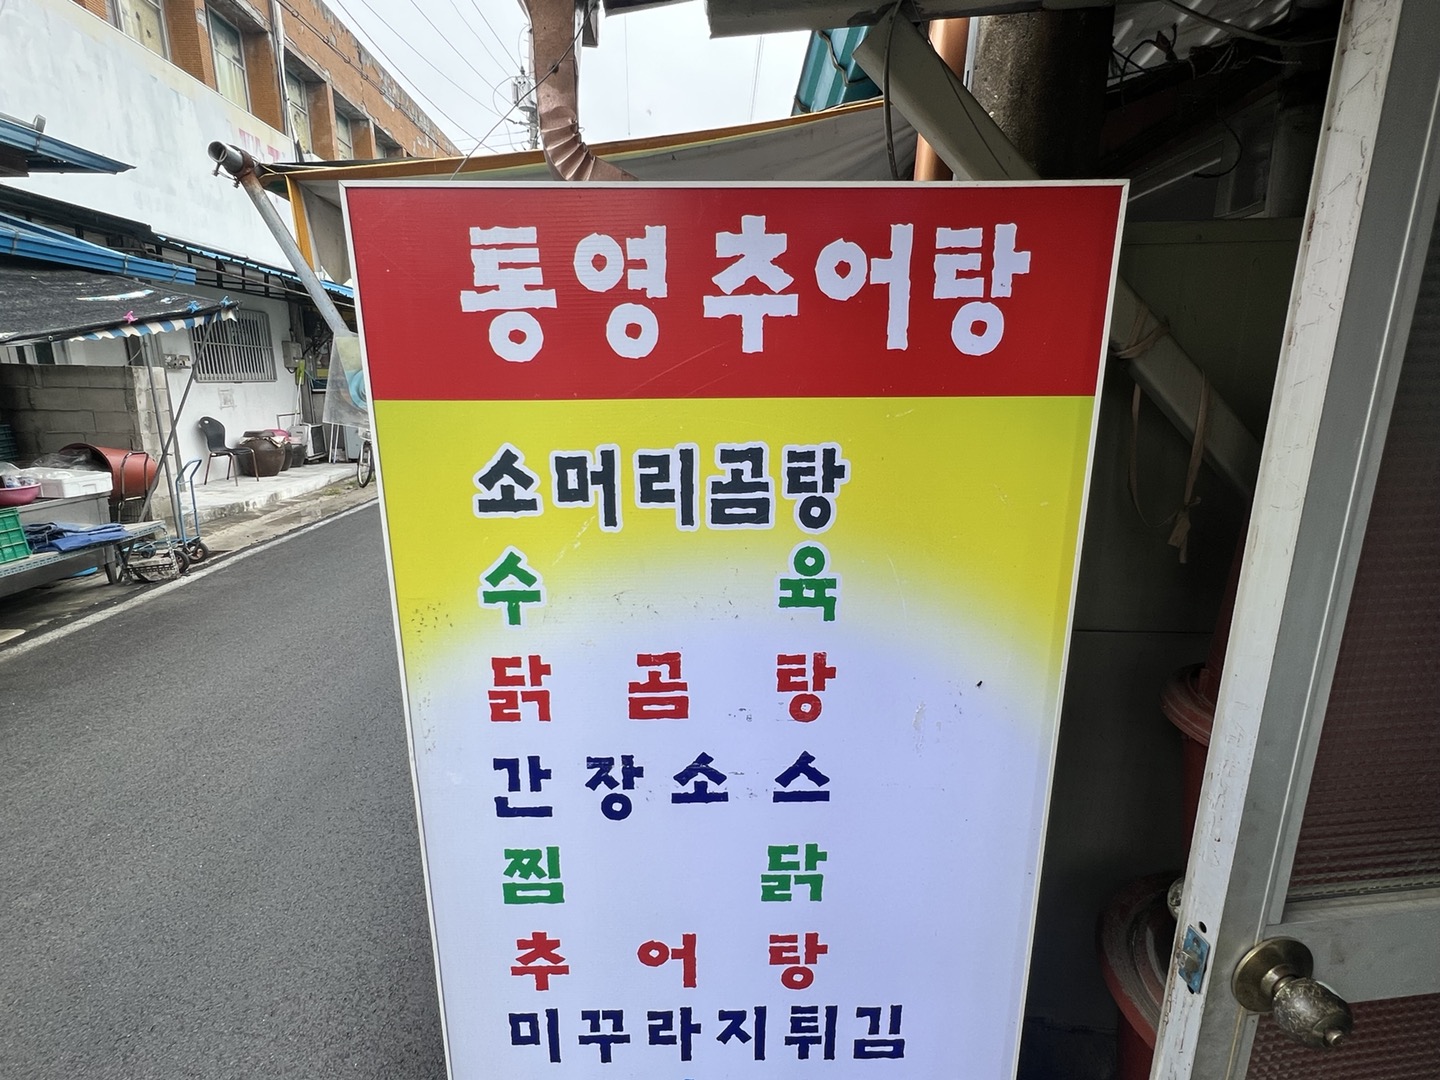 통영추어탕
소머리곰탕
수육
닭곰탕
간장소스
찜닭
추어탕
미꾸라지튀김